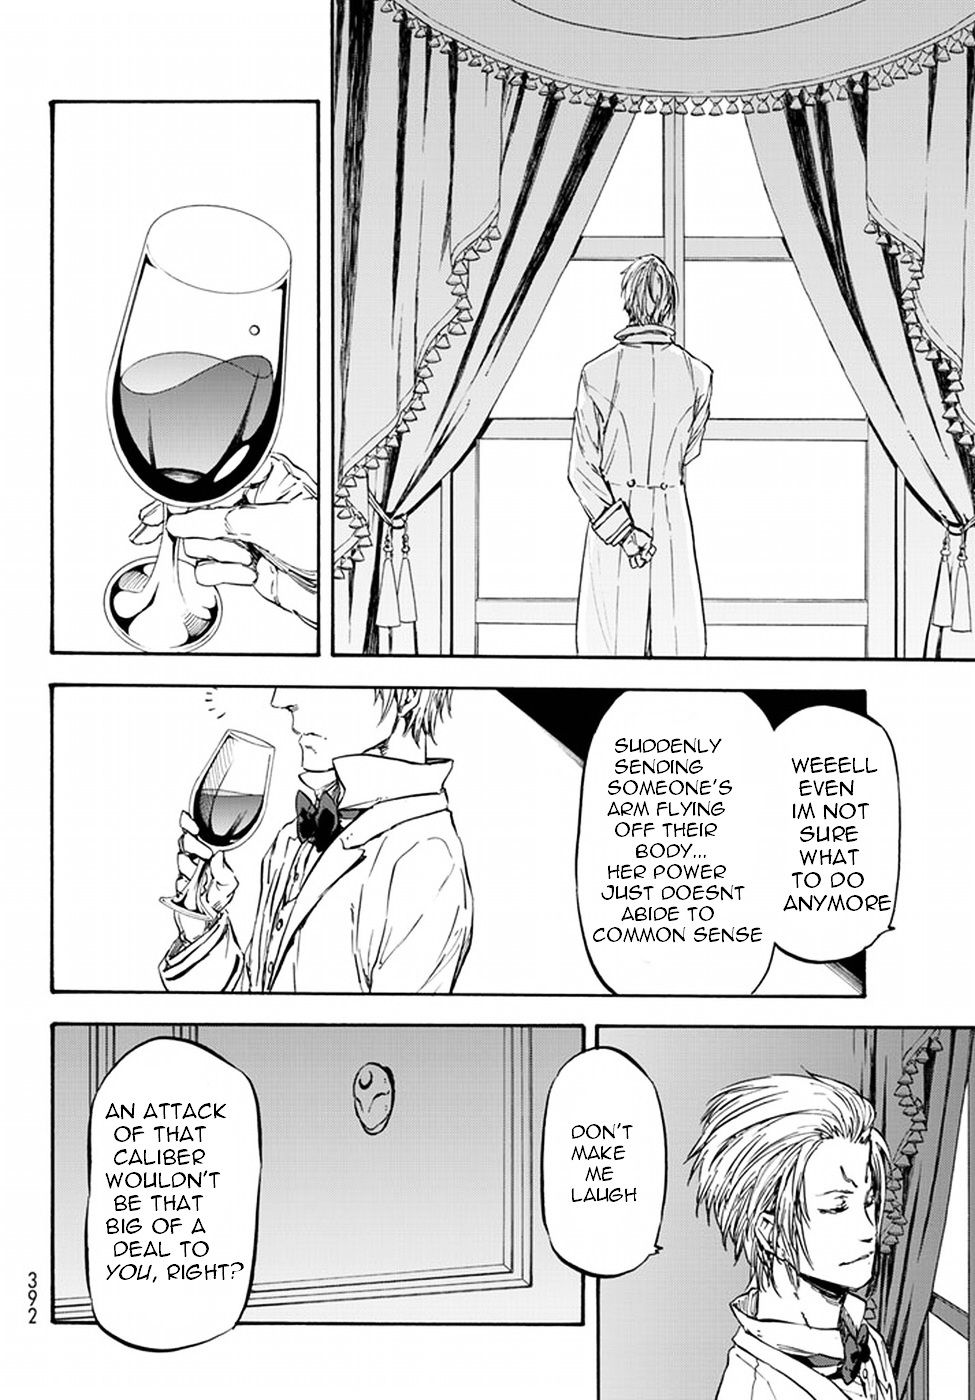 WEEELL
EVEN
IM NOT
SURE
WHAT
TO DO
ANYMORE
SUDDENLY
SENDING
SOMEONE'S
ARM FLYING
OFF THEIR
BODY...
HER POWER
JUST DOESNT
ABIDE TO
COMMON SENSE
DON'T
MAKE
ME
LAUGH
AN ATTACK
OF THAT
CALIBER
WOULDN'T
BE THAT
BIG OF A
DEAL TO
YOU, RIGHT?
392